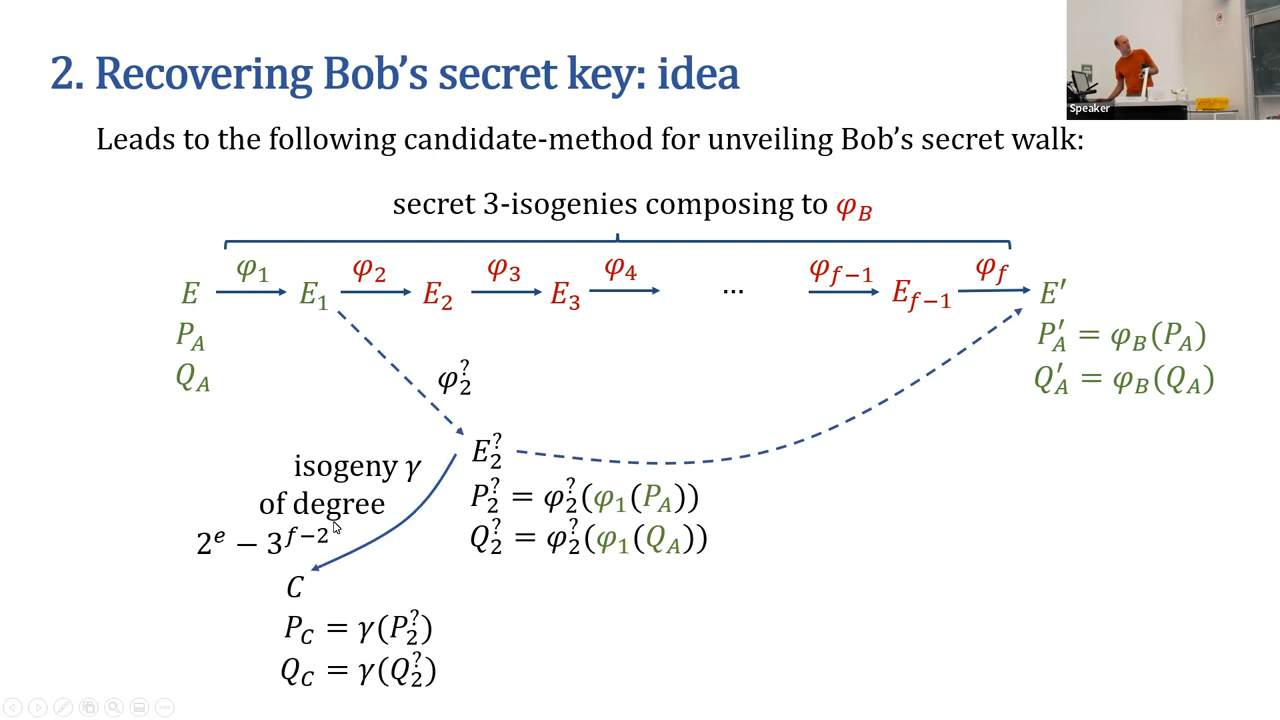 2. Recovering Bob's secret key: idea
Speaker
Leads to the following candidate-method for unveiling Bob's secret walk:
secret 3-isogenies composing to φ_B
φ_1 φ_2 φ_3 φ_4 φ_{f−1} φ_f
E E_1 E_2 E_3 ... E_{f−1} E′
P_A P′_A = φ_B(P_A)
Q_A Q′_A = φ_B(Q_A)
φ_2^?
E_2^?
isogeny γ
of degree
2^e − 3^{f−2}
P_2^? = φ_2^?(φ_1(P_A))
Q_2^? = φ_2^?(φ_1(Q_A))
C
P_C = γ(P_2^?)
Q_C = γ(Q_2^?)